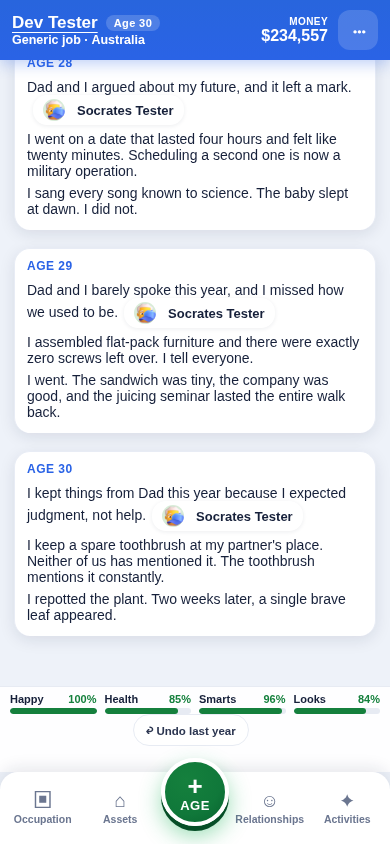 Dev Tester Age 30
Generic job · Australia
MONEY
$234,557
AGE 28
Dad and I argued about my future, and it left a mark.
Socrates Tester
I went on a date that lasted four hours and felt like
twenty minutes. Scheduling a second one is now a
military operation.
I sang every song known to science. The baby slept
at dawn. I did not.
AGE 29
Dad and I barely spoke this year, and I missed how
we used to be. Socrates Tester
I assembled flat-pack furniture and there were exactly
zero screws left over. I tell everyone.
I went. The sandwich was tiny, the company was
good, and the juicing seminar lasted the entire walk
back.
AGE 30
I kept things from Dad this year because I expected
judgment, not help. Socrates Tester
I keep a spare toothbrush at my partner's place.
Neither of us has mentioned it. The toothbrush
mentions it constantly.
I repotted the plant. Two weeks later, a single brave
leaf appeared.
Happy 100% Health 85% Smarts 96% Looks 84%
Undo last year
+
AGE
Occupation Assets Relationships Activities